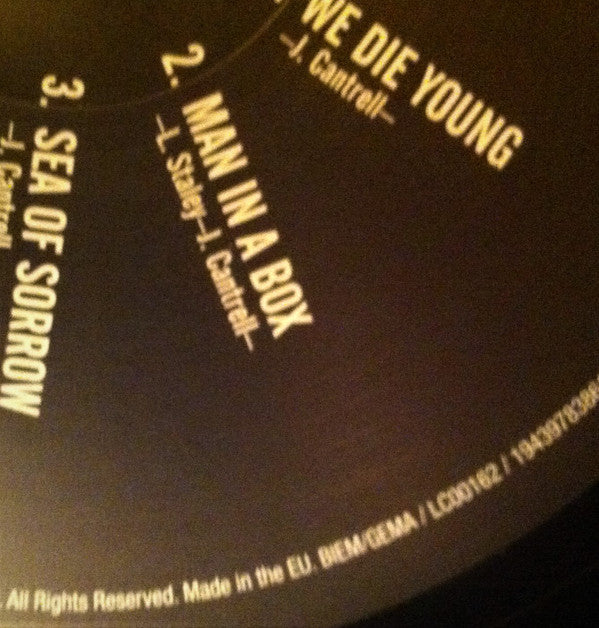 WE DIE YOUNG
—J. Cantrell—
2. MAN IN A BOX
—L. Staley—J. Cantrell—
3. SEA OF SORROW
—J. Cantrell
All Rights Reserved. Made in the EU. BIEM/GEMA / LC00162 /